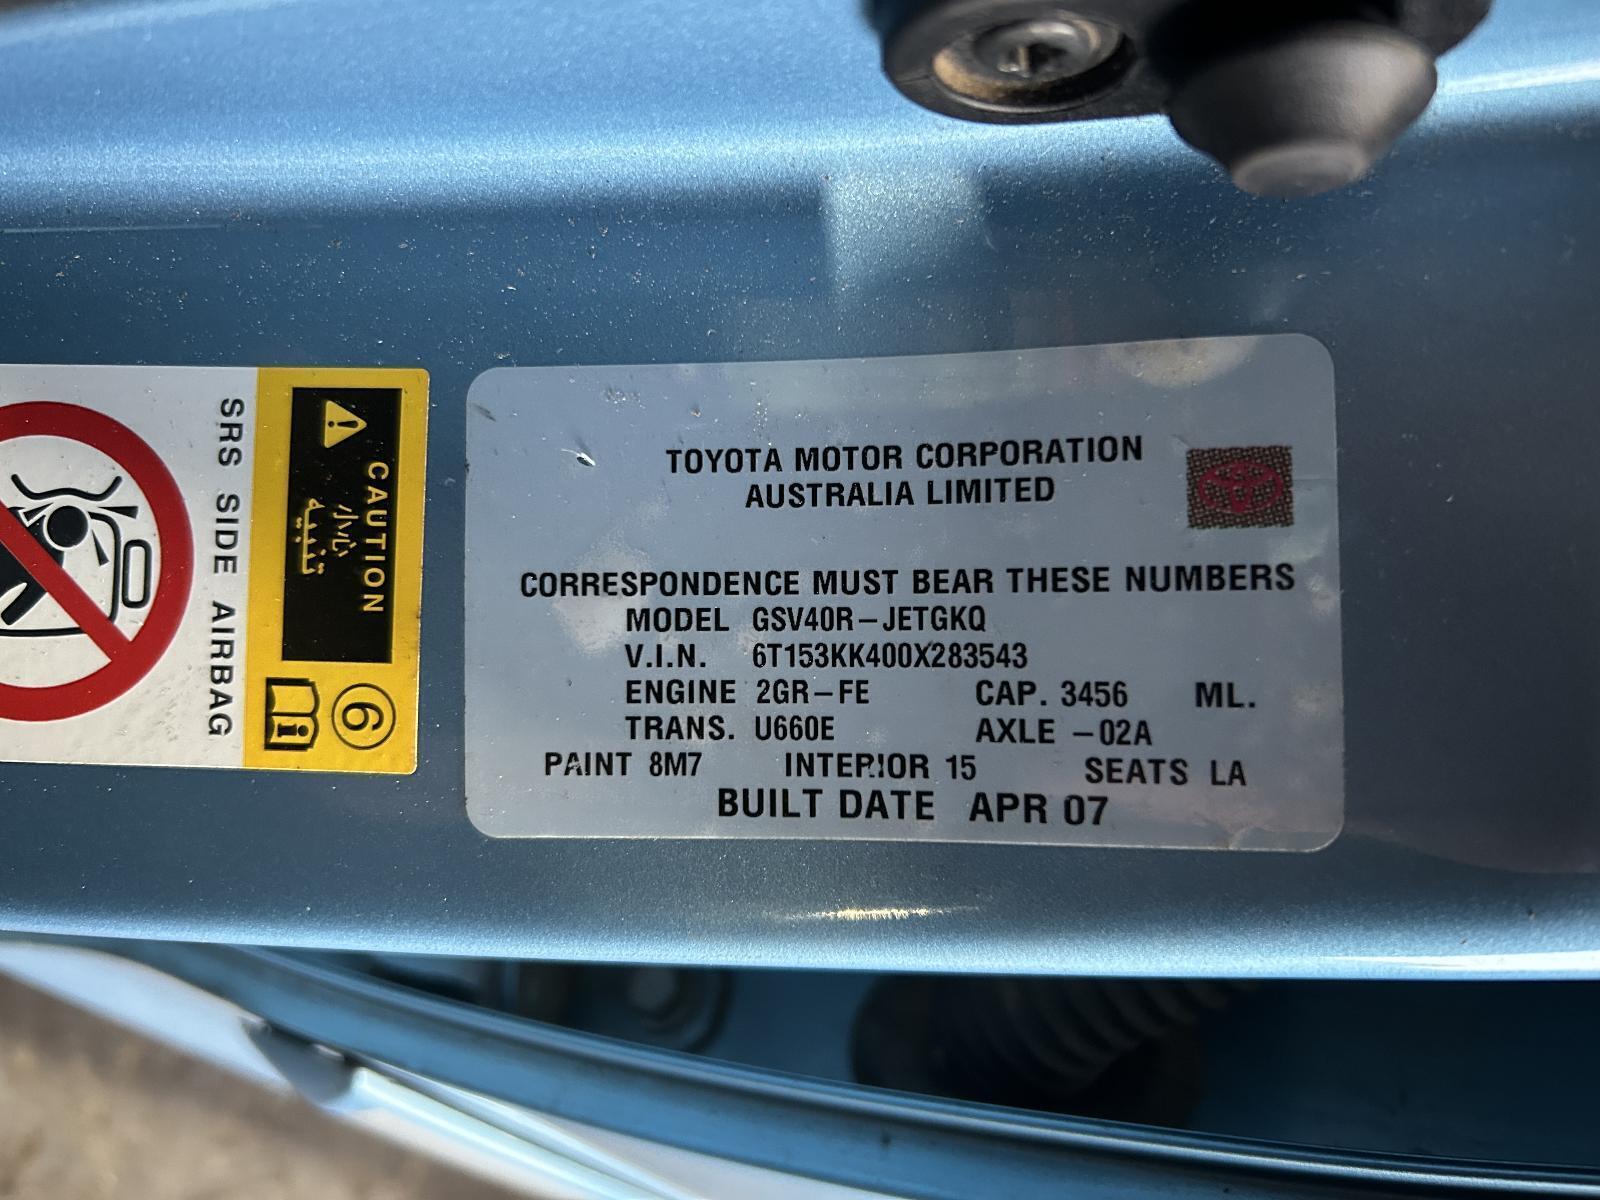 TOYOTA MOTOR CORPORATION
AUSTRALIA LIMITED
CORRESPONDENCE MUST BEAR THESE NUMBERS
MODEL GSV40R-JETGKQ
V.I.N. 6T153KK400X283543
ENGINE 2GR-FE CAP. 3456 ML.
TRANS. U660E AXLE -02A
PAINT 8M7 INTERIOR 15 SEATS LA
BUILT DATE APR 07
CAUTION
小心
تنبيه
6
i
SRS SIDE AIRBAG